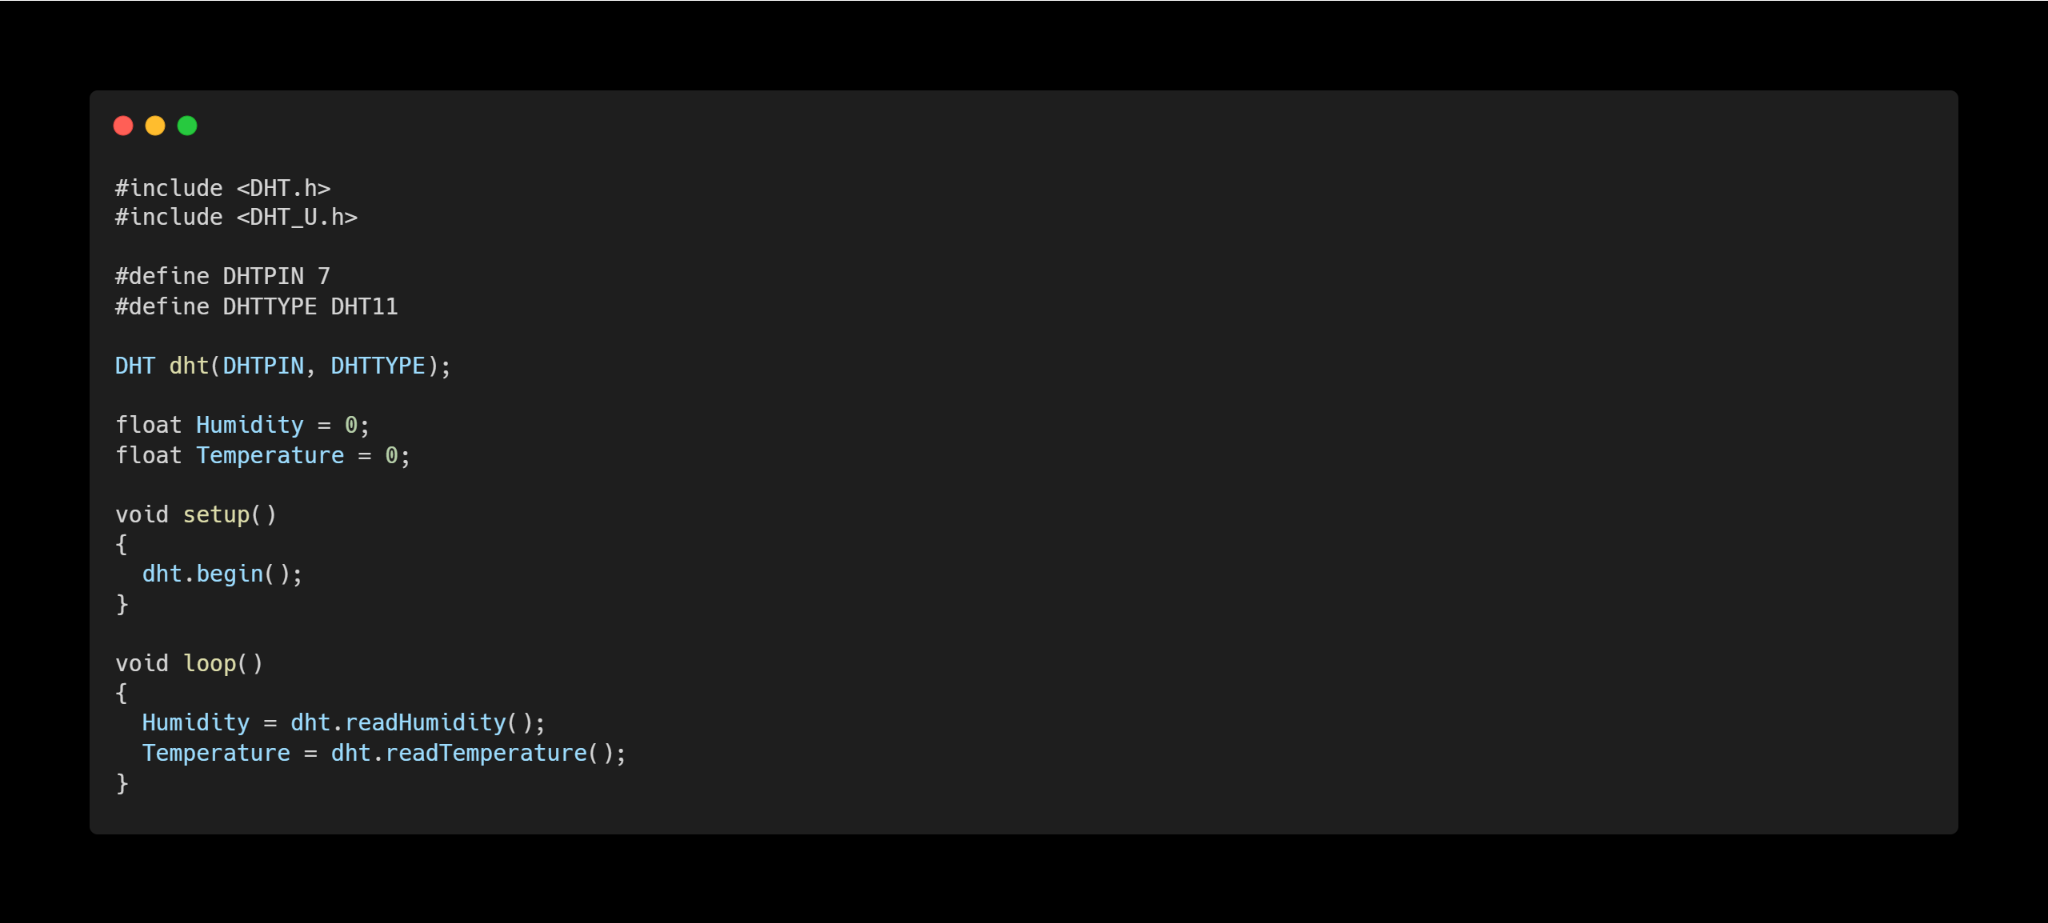 #include <DHT.h>
#include <DHT_U.h>
#define DHTPIN 7
#define DHTTYPE DHT11
DHT dht(DHTPIN, DHTTYPE);
float Humidity = 0;
float Temperature = 0;
void setup()
{
  dht.begin();
}
void loop()
{
  Humidity = dht.readHumidity();
  Temperature = dht.readTemperature();
}